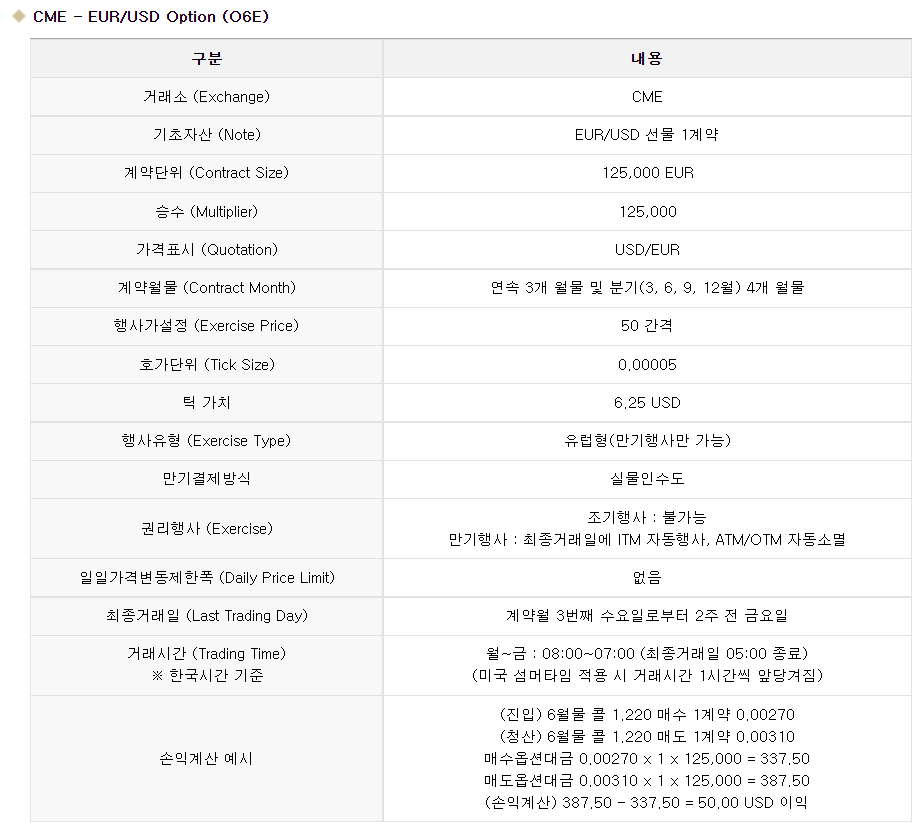 CME - EUR/USD Option (O6E)
구분 내용
거래소 (Exchange) CME
기초자산 (Note) EUR/USD 선물 1계약
계약단위 (Contract Size) 125,000 EUR
승수 (Multiplier) 125,000
가격표시 (Quotation) USD/EUR
계약월물 (Contract Month) 연속 3개 월물 및 분기(3, 6, 9, 12월) 4개 월물
행사가설정 (Exercise Price) 50 간격
호가단위 (Tick Size) 0.00005
틱 가치 6.25 USD
행사유형 (Exercise Type) 유럽형(만기행사만 가능)
만기결제방식 실물인수도
권리행사 (Exercise)
조기행사 : 불가능
만기행사 : 최종거래일에 ITM 자동행사, ATM/OTM 자동소멸
일일가격변동제한폭 (Daily Price Limit) 없음
최종거래일 (Last Trading Day) 계약월 3번째 수요일로부터 2주 전 금요일
거래시간 (Trading Time)
※ 한국시간 기준
월~금 : 08:00~07:00 (최종거래일 05:00 종료)
(미국 섬머타임 적용 시 거래시간 1시간씩 앞당겨짐)
손익계산 예시
(진입) 6월물 콜 1.220 매수 1계약 0.00270
(청산) 6월물 콜 1.220 매도 1계약 0.00310
매수옵션대금 0.00270 x 1 x 125,000 = 337.50
매도옵션대금 0.00310 x 1 x 125,000 = 387.50
(손익계산) 387.50 - 337.50 = 50.00 USD 이익